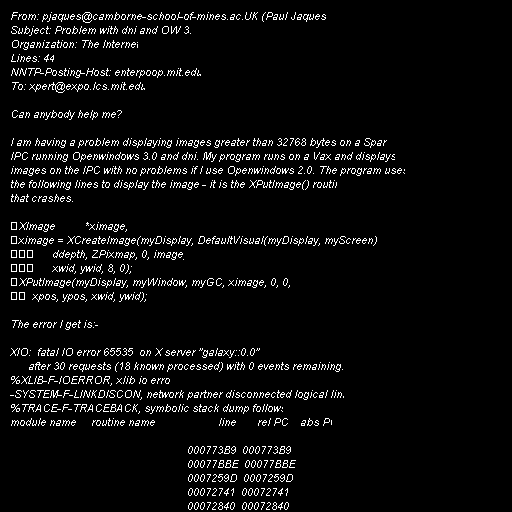 From: pjaques@camborne-school-of-mines.ac.UK (Paul Jaques
Subject: Problem with dni and OW 3.
Organization: The Internet
Lines: 44
NNTP-Posting-Host: enterpoop.mit.edu
To: xpert@expo.lcs.mit.edu
Can anybody help me?
I am having a problem displaying images greater than 32768 bytes on a Spar
IPC running Openwindows 3.0 and dni. My program runs on a Vax and displays
images on the IPC with no problems if I use Openwindows 2.0. The program uses
the following lines to display the image - it is the XPutImage() routi
that crashes.
XImage *ximage,
ximage = XCreateImage(myDisplay, DefaultVisual(myDisplay, myScreen)
ddepth, ZPixmap, 0, image
xwid, ywid, 8, 0);
XPutImage(myDisplay, myWindow, myGC, ximage, 0, 0,
xpos, ypos, xwid, ywid);
The error I get is:-
XIO: fatal IO error 65535 on X server "galaxy::0.0"
after 30 requests (18 known processed) with 0 events remaining.
%XLIB-F-IOERROR, xlib io erro
-SYSTEM-F-LINKDISCON, network partner disconnected logical lin
%TRACE-F-TRACEBACK, symbolic stack dump follow
module name routine name line rel PC abs P
000773B9 000773B9
00077BBE 00077BBE
0007259D 0007259D
00072741 00072741
00072840 00072840